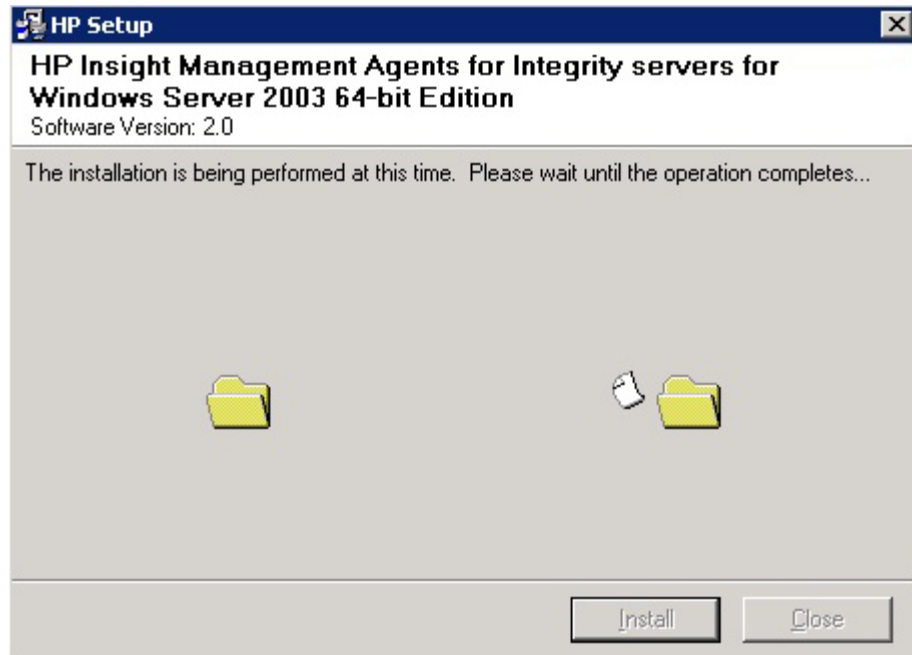 HP Setup
HP Insight Management Agents for Integrity servers for
Windows Server 2003 64-bit Edition
Software Version: 2.0
The installation is being performed at this time.  Please wait until the operation completes...
Install
Close